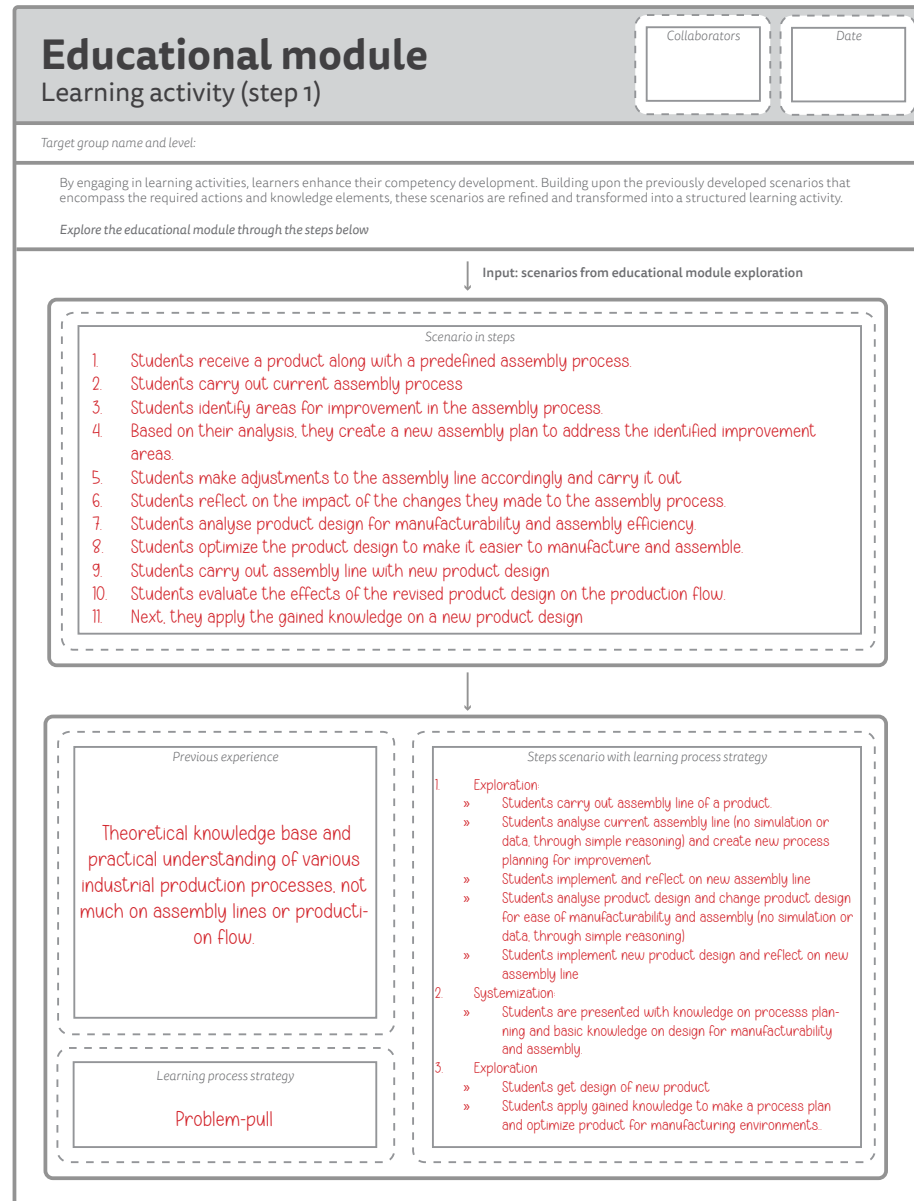 Educational module
Learning activity (step 1)
Collaborators
Date
Target group name and level:
By engaging in learning activities, learners enhance their competency development. Building upon the previously developed scenarios that
encompass the required actions and knowledge elements, these scenarios are refined and transformed into a structured learning activity.
Explore the educational module through the steps below
Input: scenarios from educational module exploration
Scenario in steps
1. Students receive a product along with a predefined assembly process.
2. Students carry out current assembly process
3. Students identify areas for improvement in the assembly process.
4. Based on their analysis, they create a new assembly plan to address the identified improvement
areas.
5. Students make adjustments to the assembly line accordingly and carry it out
6. Students reflect on the impact of the changes they made to the assembly process.
7. Students analyse product design for manufacturability and assembly efficiency.
8. Students optimize the product design to make it easier to manufacture and assemble.
9. Students carry out assembly line with new product design
10. Students evaluate the effects of the revised product design on the production flow.
11. Next, they apply the gained knowledge on a new product design
Previous experience
Theoretical knowledge base and
practical understanding of various
industrial production processes, not
much on assembly lines or producti-
on flow.
Learning process strategy
Problem-pull
Steps scenario with learning process strategy
1. Exploration:
» Students carry out assembly line of a product.
» Students analyse current assembly line (no simulation or
data, through simple reasoning) and create new process
planning for improvement
» Students implement and reflect on new assembly line
» Students analyse product design and change product design
for ease of manufacturability and assembly (no simulation or
data, through simple reasoning)
» Students implement new product design and reflect on new
assembly line
2. Systemization:
» Students are presented with knowledge on processs plan-
ning and basic knowledge on design for manufacturability
and assembly.
3. Exploration
» Students get design of new product
» Students apply gained knowledge to make a process plan
and optimize product for manufacturing environments..